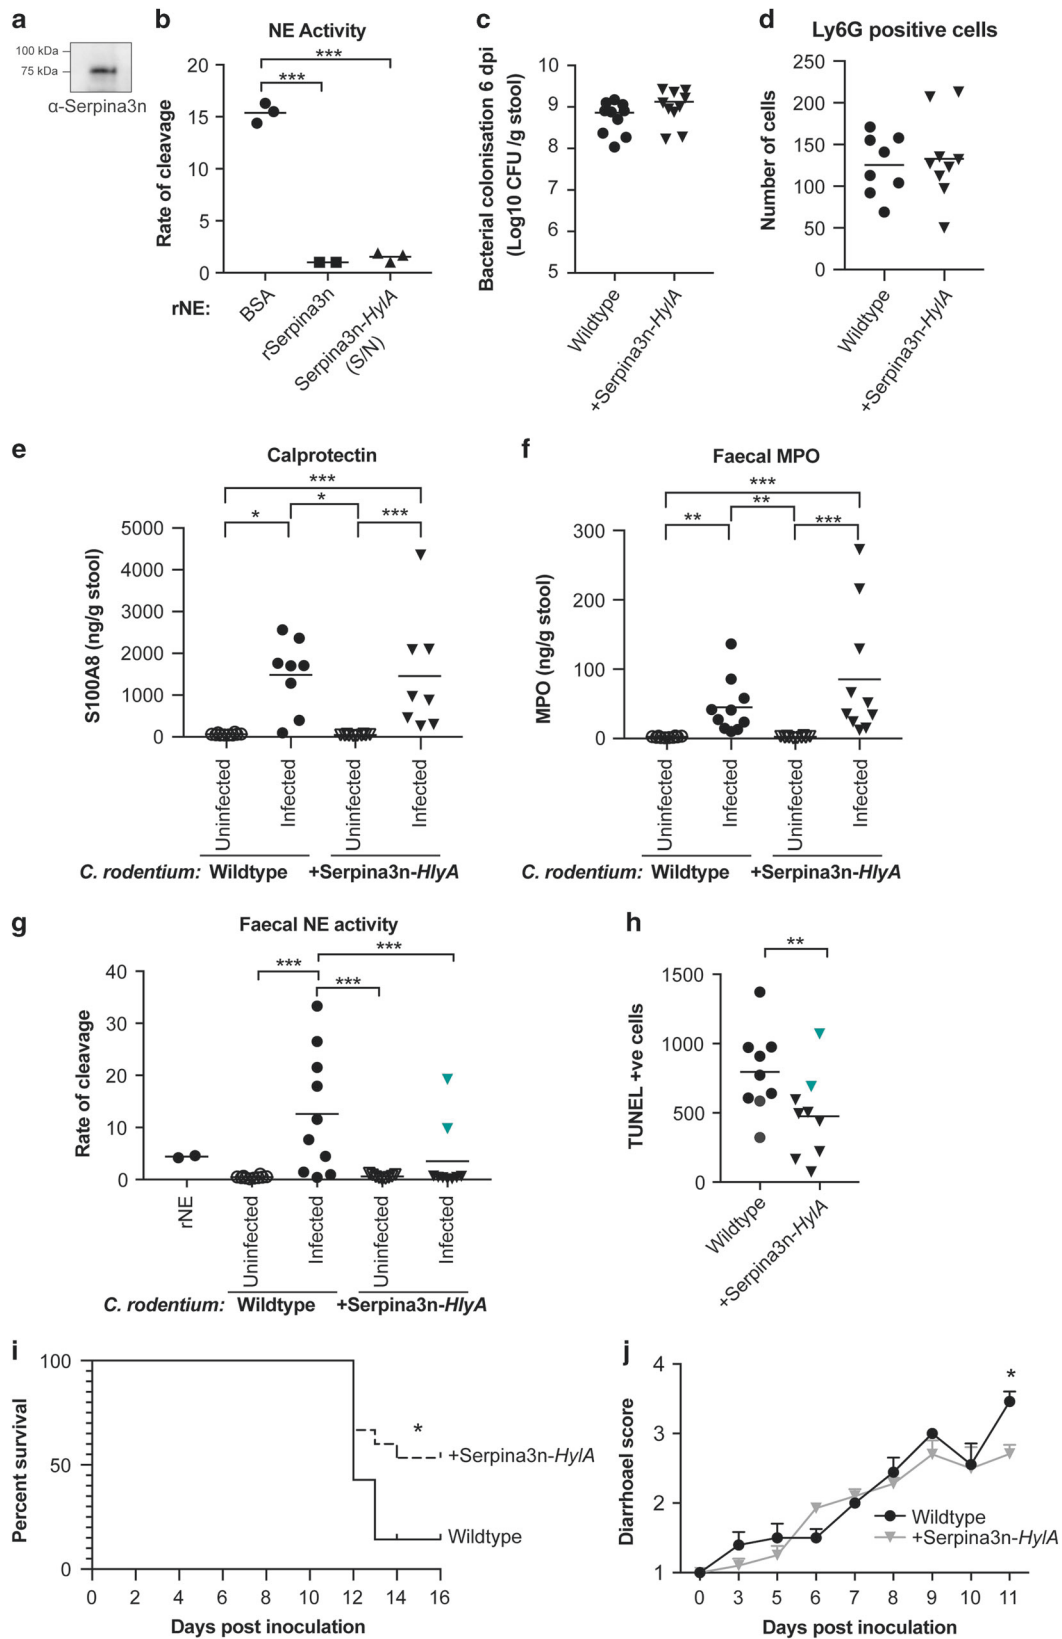 a
100 kDa
75 kDa
α-Serpina3n
b
NE Activity
***
***
20
15
10
5
0
Rate of cleavage
rNE:
BSA
rSerpina3n
Serpina3n-HylA
(S/N)
c
Bacterial colonisation 6 dpi
(Log10 CFU /g stool)
10
9
8
7
6
5
Wildtype
+Serpina3n-HylA
d
Ly6G positive cells
Number of cells
250
200
150
100
50
0
Wildtype
+Serpina3n-HylA
e
Calprotectin
***
*
*
***
S100A8 (ng/g stool)
5000
4000
3000
2000
1000
0
Uninfected
Infected
Uninfected
Infected
C. rodentium: Wildtype +Serpina3n-HlyA
f
Faecal MPO
***
**
**
***
MPO (ng/g stool)
300
200
100
0
Uninfected
Infected
Uninfected
Infected
C. rodentium: Wildtype +Serpina3n-HlyA
g
Faecal NE activity
***
***
***
Rate of cleavage
40
30
20
10
0
rNE
Uninfected
Infected
Uninfected
Infected
C. rodentium: Wildtype +Serpina3n-HlyA
h
**
TUNEL +ve cells
1500
1000
500
0
Wildtype
+Serpina3n-HylA
i
Percent survival
100
50
0
*
+Serpina3n-HylA
Wildtype
0 2 4 6 8 10 12 14 16
Days post inoculation
j
Diarrhoael score
4
3
2
1
*
Wildtype
+Serpina3n-HylA
0 3 5 6 7 8 9 10 11
Days post inoculation